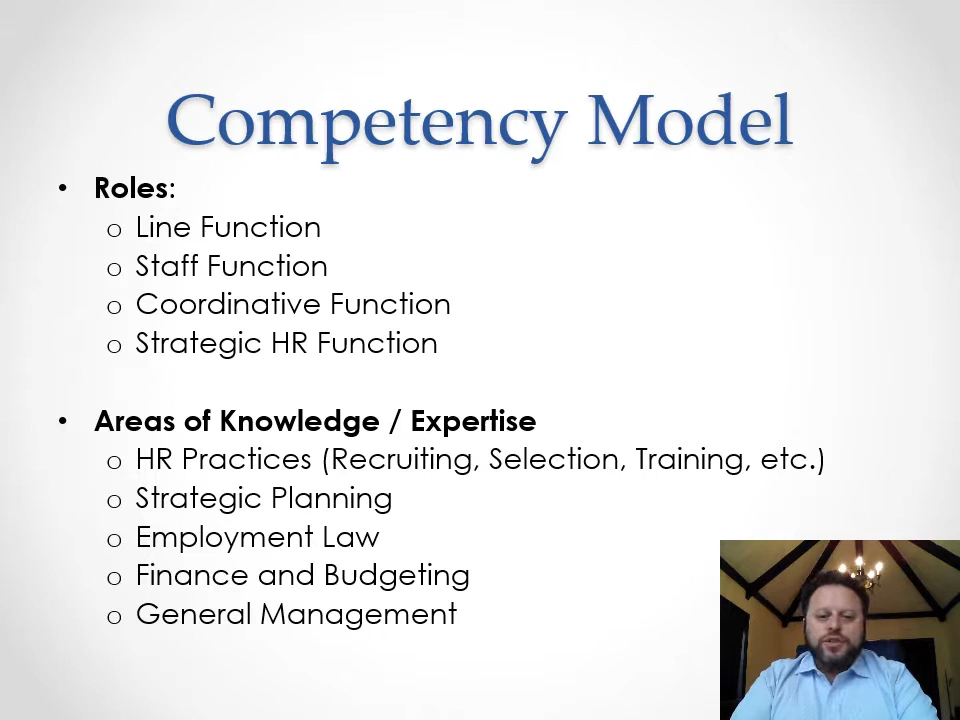 Competency Model
• Roles:
o Line Function
o Staff Function
o Coordinative Function
o Strategic HR Function
• Areas of Knowledge / Expertise
o HR Practices (Recruiting, Selection, Training, etc.)
o Strategic Planning
o Employment Law
o Finance and Budgeting
o General Management